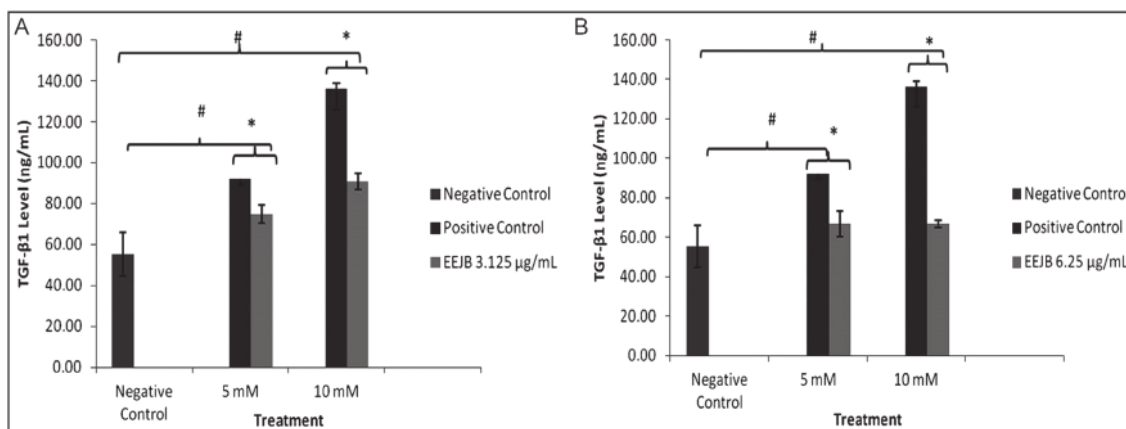 A
160.00
140.00
120.00
100.00
80.00
60.00
40.00
20.00
0.00
TGF-β1 Level (ng/mL)
#
*
#
*
Negative Control
Positive Control
EEJB 3.125 µg/mL
Negative
Control
5 mM
10 mM
Treatment
B
160.00
140.00
120.00
100.00
80.00
60.00
40.00
20.00
0.00
TGF-β1 Level (ng/mL)
#
*
#
*
Negative Control
Positive Control
EEJB 6.25 µg/mL
Negative
Control
5 mM
10 mM
Treatment